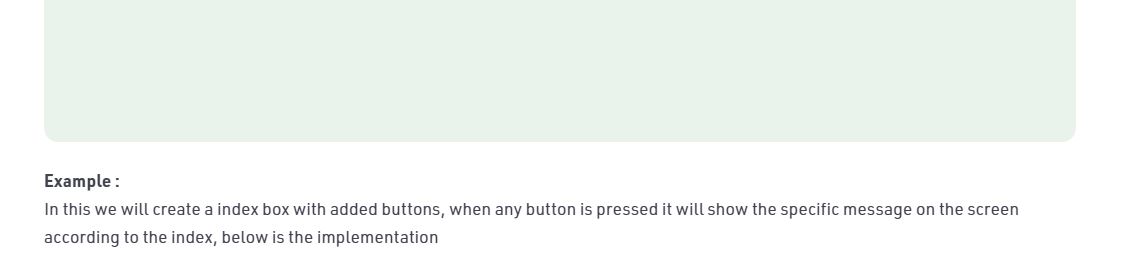 Example :
In this we will create a index box with added buttons, when any button is pressed it will show the specific message on the screen
according to the index, below is the implementation